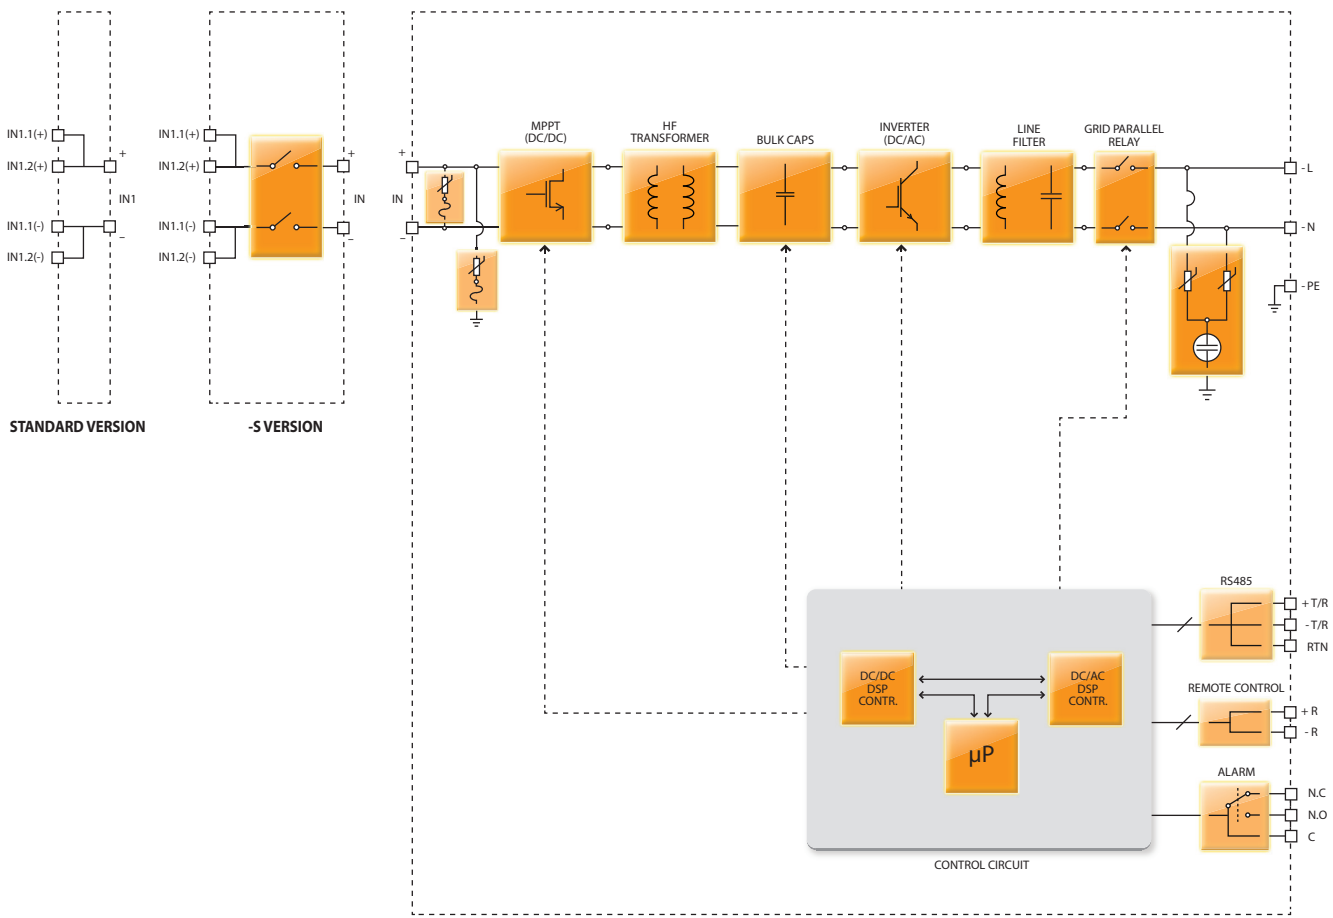 IN1.1(+)
IN1.2(+)
IN1.1(-)
IN1.2(-)
+
IN1
–
STANDARD VERSION
IN1.1(+)
IN1.2(+)
IN1.1(-)
IN1.2(-)
+
IN
–
-S VERSION
+
IN
–
MPPT
(DC/DC)
HF
TRANSFORMER
BULK CAPS
INVERTER
(DC/AC)
LINE
FILTER
GRID PARALLEL
RELAY
- L
- N
- PE
DC/DC
DSP
CONTR.
DC/AC
DSP
CONTR.
µP
CONTROL CIRCUIT
RS485
+ T/R
- T/R
RTN
REMOTE CONTROL
+ R
- R
ALARM
N.C
N.O
C